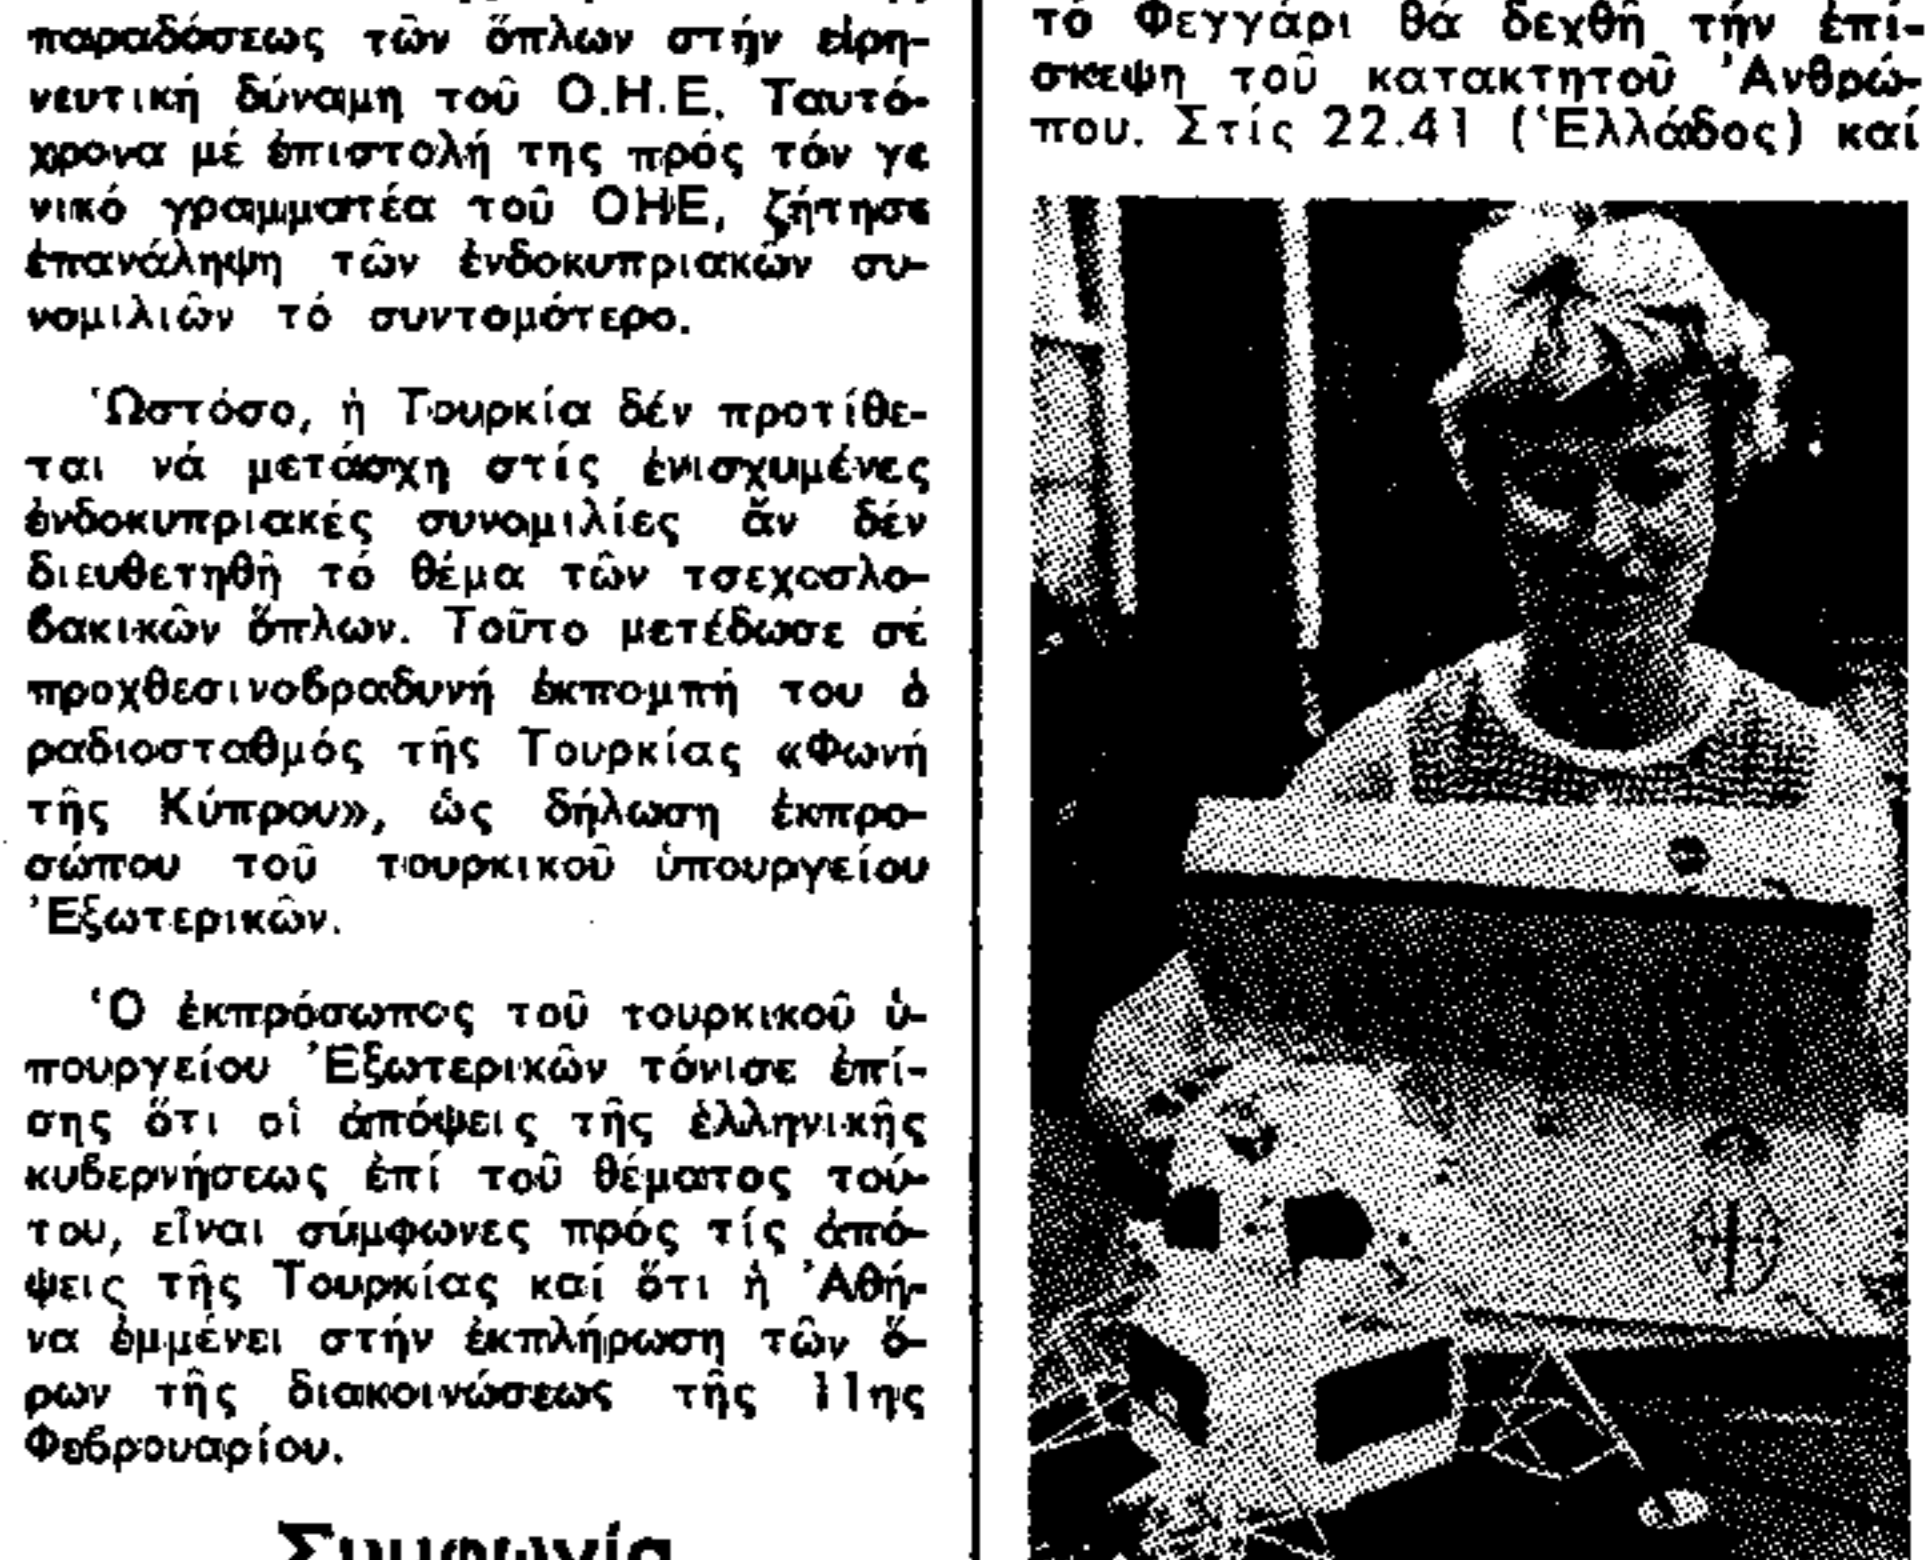 παραδόσεως τῶν ὅπλων στήν εἰρη-
νευτική δύναμη τοῦ Ο.Η.Ε. Ταυτό-
χρονα μέ ἐπιστολή της πρός τόν γε
νικό γραμματέα τοῦ ΟΗΕ, ζήτησε
ἐπανάληψη τῶν ἐνδοκυπριακῶν συ-
νομιλιῶν τό συντομότερο.
Ὡστόσο, ἡ Τουρκία δέν προτίθε-
ται νά μετάσχη στίς ἐνισχυμένες
ἐνδοκυπριακές συνομιλίες ἄν δέν
διευθετηθῆ τό θέμα τῶν τσεχοσλο-
βακικῶν ὅπλων. Τοῦτο μετέδωσε σέ
προχθεσινοβραδυνή ἐκπομπή του ὁ
ραδιοσταθμός τῆς Τουρκίας «Φωνή
τῆς Κύπρου», ὡς δήλωση ἐκπρο-
σώπου τοῦ τουρκικοῦ ὑπουργείου
Ἐξωτερικῶν.
Ὁ ἐκπρόσωπος τοῦ τουρκικοῦ ὑ-
πουργείου Ἐξωτερικῶν τόνισε ἐπί-
σης ὅτι οἱ ἀπόψεις τῆς ἑλληνικῆς
κυβερνήσεως ἐπί τοῦ θέματος τού-
του, εἶναι σύμφωνες πρός τίς ἀπό-
ψεις τῆς Τουρκίας καί ὅτι ἡ Ἀθή-
να ἐμμένει στήν ἐκπλήρωση τῶν ὅ-
ρων τῆς διακοινώσεως τῆς 11ης
Φεβρουαρίου.
Συμφωνία
τό Φεγγάρι θά δεχθῆ τήν ἐπί-
σκεψη τοῦ κατακτητοῦ Ἀνθρώ-
που. Στίς 22.41 (Ἑλλάδος) καί